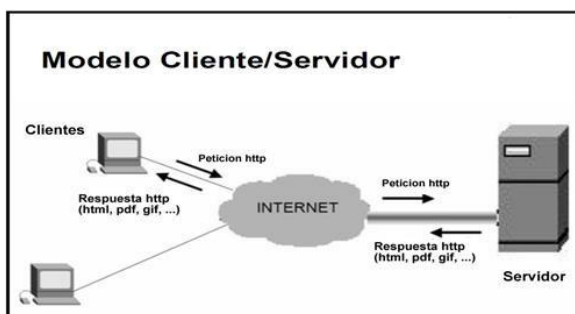 Modelo Cliente/Servidor
Clientes
Peticion http
Respuesta http
(html, pdf, gif, ...)
INTERNET
Peticion http
Respuesta http
(html, pdf, gif, ...)
Servidor